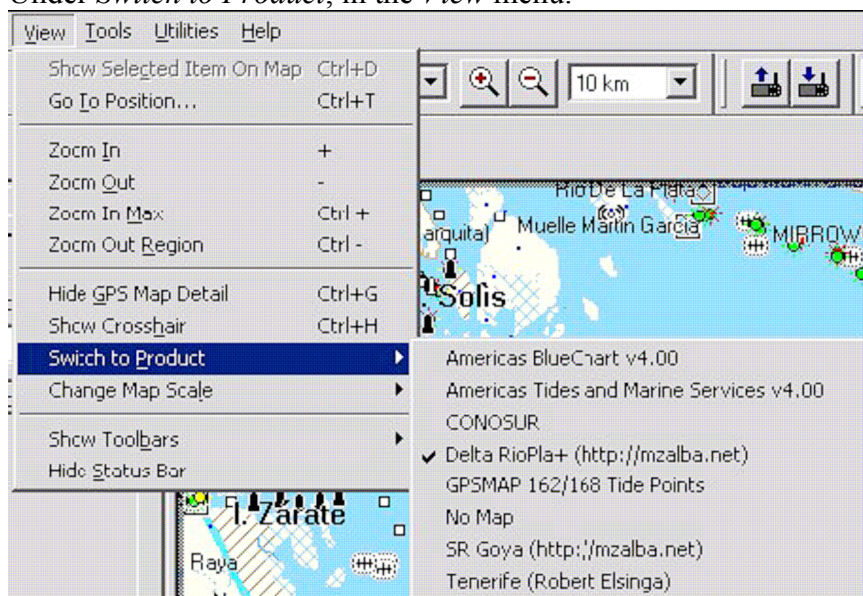 Under Switch to Product, in the View menu:
View Tools Utilities Help
Show Selected Item On Map Ctrl+D
Go To Position... Ctrl+T
10 km
Zoom In +
Zoom Out -
Zoom In Max Ctrl +
Zoom Out Region Ctrl -
Hide GPS Map Detail Ctrl+G
Show Crosshair Ctrl+H
Switch to Product
Change Map Scale
Show Toolbars
Hide Status Bar
Rio De La Plata
arquita) Muelle Martin Garcia
MIRROW
Solis
Americas BlueChart v4.00
Americas Tides and Marine Services v4.00
CONOSUR
Delta RioPla+ (http://mzalba.net)
GPSMAP 162/168 Tide Points
No Map
SR Goya (http://mzalba.net)
Tenerife (Robert Elsinga)
I. Zárate
Raya